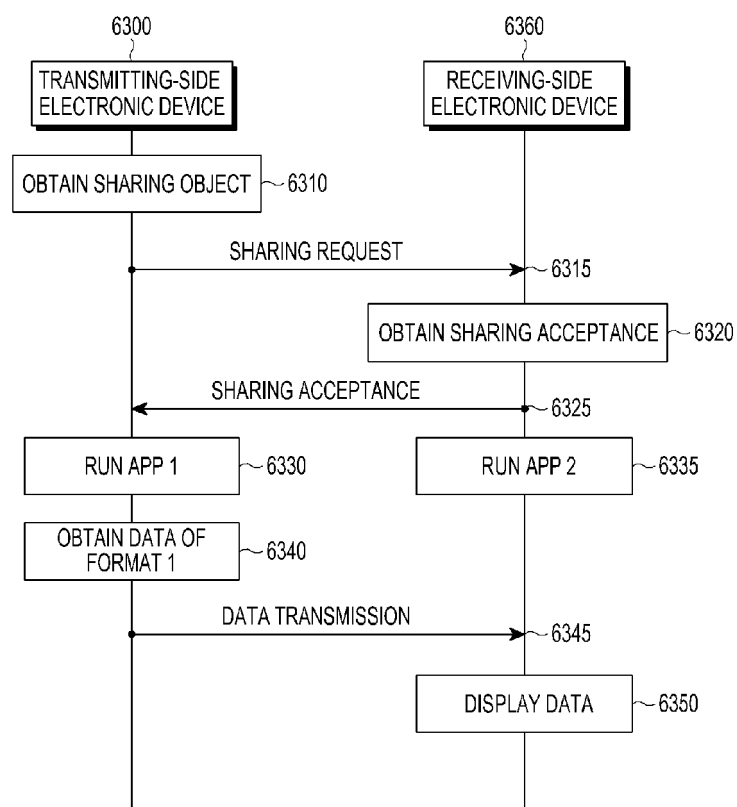 6300
6360
TRANSMITTING-SIDE
ELECTRONIC DEVICE
RECEIVING-SIDE
ELECTRONIC DEVICE
OBTAIN SHARING OBJECT
6310
SHARING REQUEST
6315
OBTAIN SHARING ACCEPTANCE
6320
SHARING ACCEPTANCE
6325
RUN APP 1
6330
RUN APP 2
6335
OBTAIN DATA OF
FORMAT 1
6340
DATA TRANSMISSION
6345
DISPLAY DATA
6350